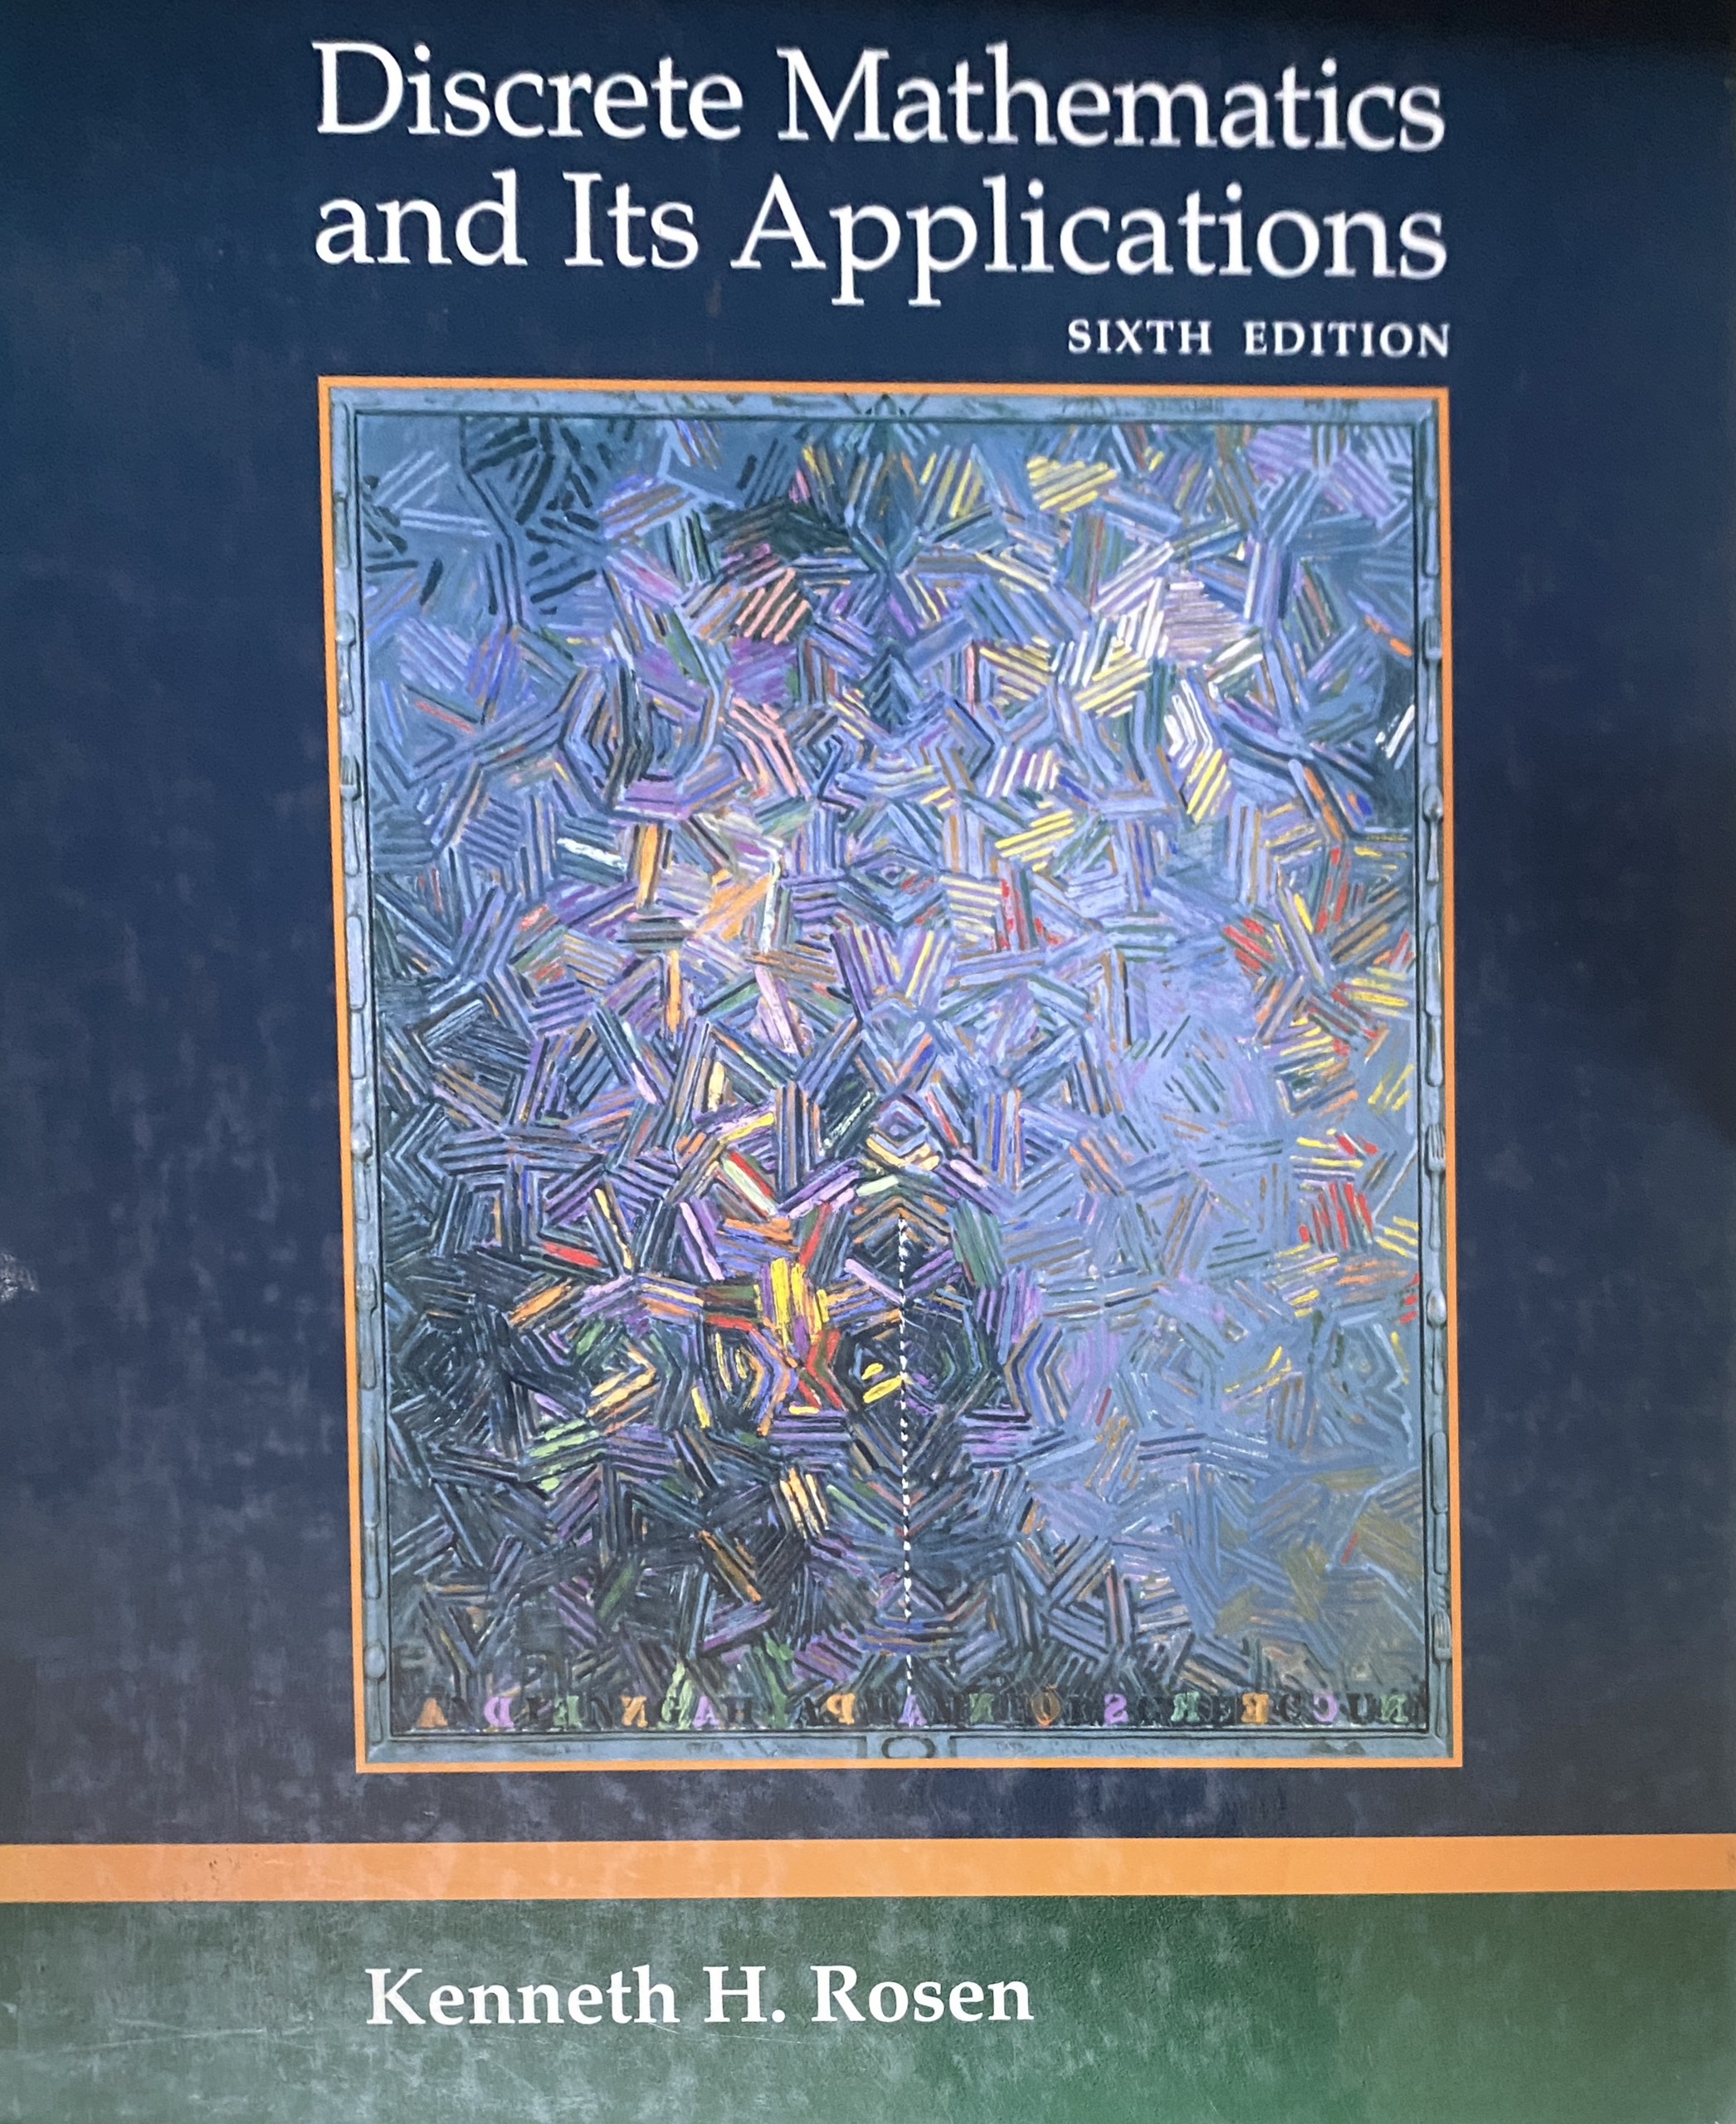 Discrete Mathematics
and Its Applications
SIXTH EDITION
Kenneth H. Rosen